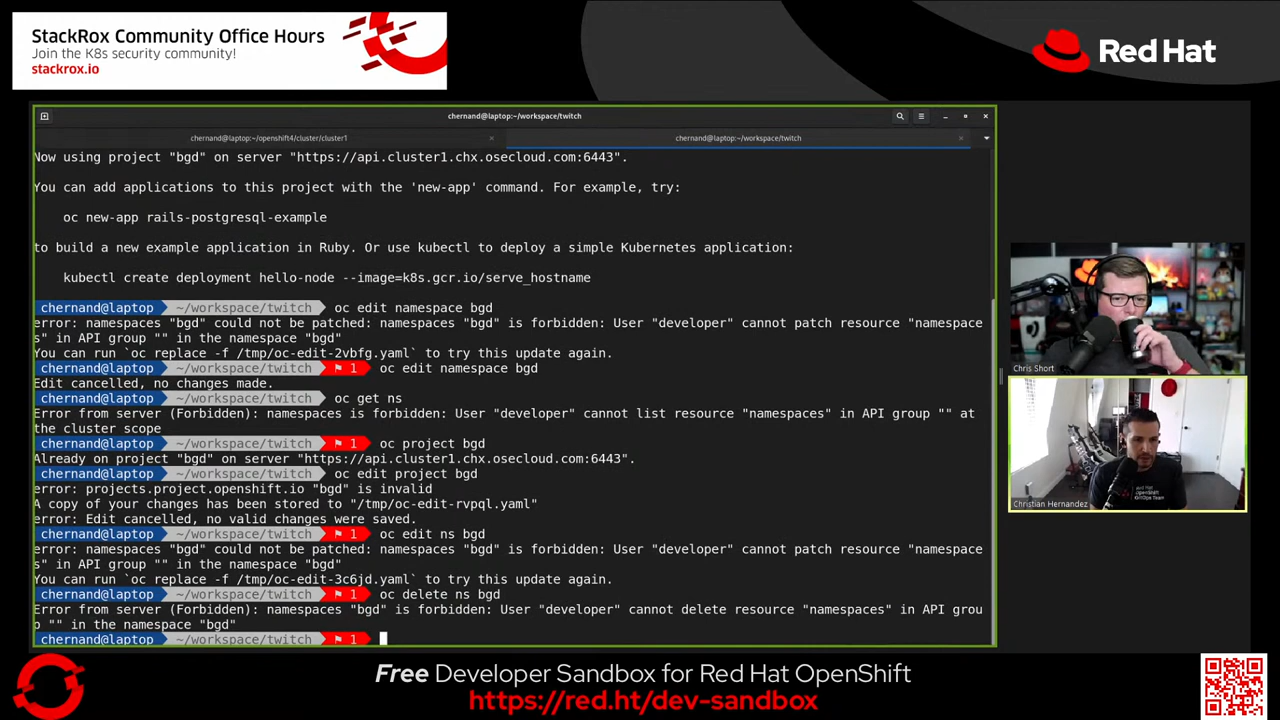 StackRox Community Office Hours
Join the K8s security community!
stackrox.io
Red Hat
chernand@laptop:~/workspace/twitch
chernand@laptop:~/openshift4/cluster/cluster1
chernand@laptop:~/workspace/twitch
Now using project "bgd" on server "https://api.cluster1.chx.osecloud.com:6443".
You can add applications to this project with the 'new-app' command. For example, try:
oc new-app rails-postgresql-example
to build a new example application in Ruby. Or use kubectl to deploy a simple Kubernetes application:
kubectl create deployment hello-node --image=k8s.gcr.io/serve_hostname
chernand@laptop ~/workspace/twitch oc edit namespace bgd
error: namespaces "bgd" could not be patched: namespaces "bgd" is forbidden: User "developer" cannot patch resource "namespace
s" in API group "" in the namespace "bgd"
You can run `oc replace -f /tmp/oc-edit-2vbfg.yaml` to try this update again.
chernand@laptop ~/workspace/twitch 1 oc edit namespace bgd
Edit cancelled, no changes made.
chernand@laptop ~/workspace/twitch oc get ns
Error from server (Forbidden): namespaces is forbidden: User "developer" cannot list resource "namespaces" in API group "" at
the cluster scope
chernand@laptop ~/workspace/twitch 1 oc project bgd
Already on project "bgd" on server "https://api.cluster1.chx.osecloud.com:6443".
chernand@laptop ~/workspace/twitch oc edit project bgd
error: projects.project.openshift.io "bgd" is invalid
A copy of your changes has been stored to "/tmp/oc-edit-rvpql.yaml"
error: Edit cancelled, no valid changes were saved.
chernand@laptop ~/workspace/twitch 1 oc edit ns bgd
error: namespaces "bgd" could not be patched: namespaces "bgd" is forbidden: User "developer" cannot patch resource "namespace
s" in API group "" in the namespace "bgd"
You can run `oc replace -f /tmp/oc-edit-3c6jd.yaml` to try this update again.
chernand@laptop ~/workspace/twitch 1 oc delete ns bgd
Error from server (Forbidden): namespaces "bgd" is forbidden: User "developer" cannot delete resource "namespaces" in API grou
p "" in the namespace "bgd"
chernand@laptop ~/workspace/twitch 1
Chris Short
Red Hat
OpenShift
GitOps Team
Christian Hernandez
Free Developer Sandbox for Red Hat OpenShift
https://red.ht/dev-sandbox